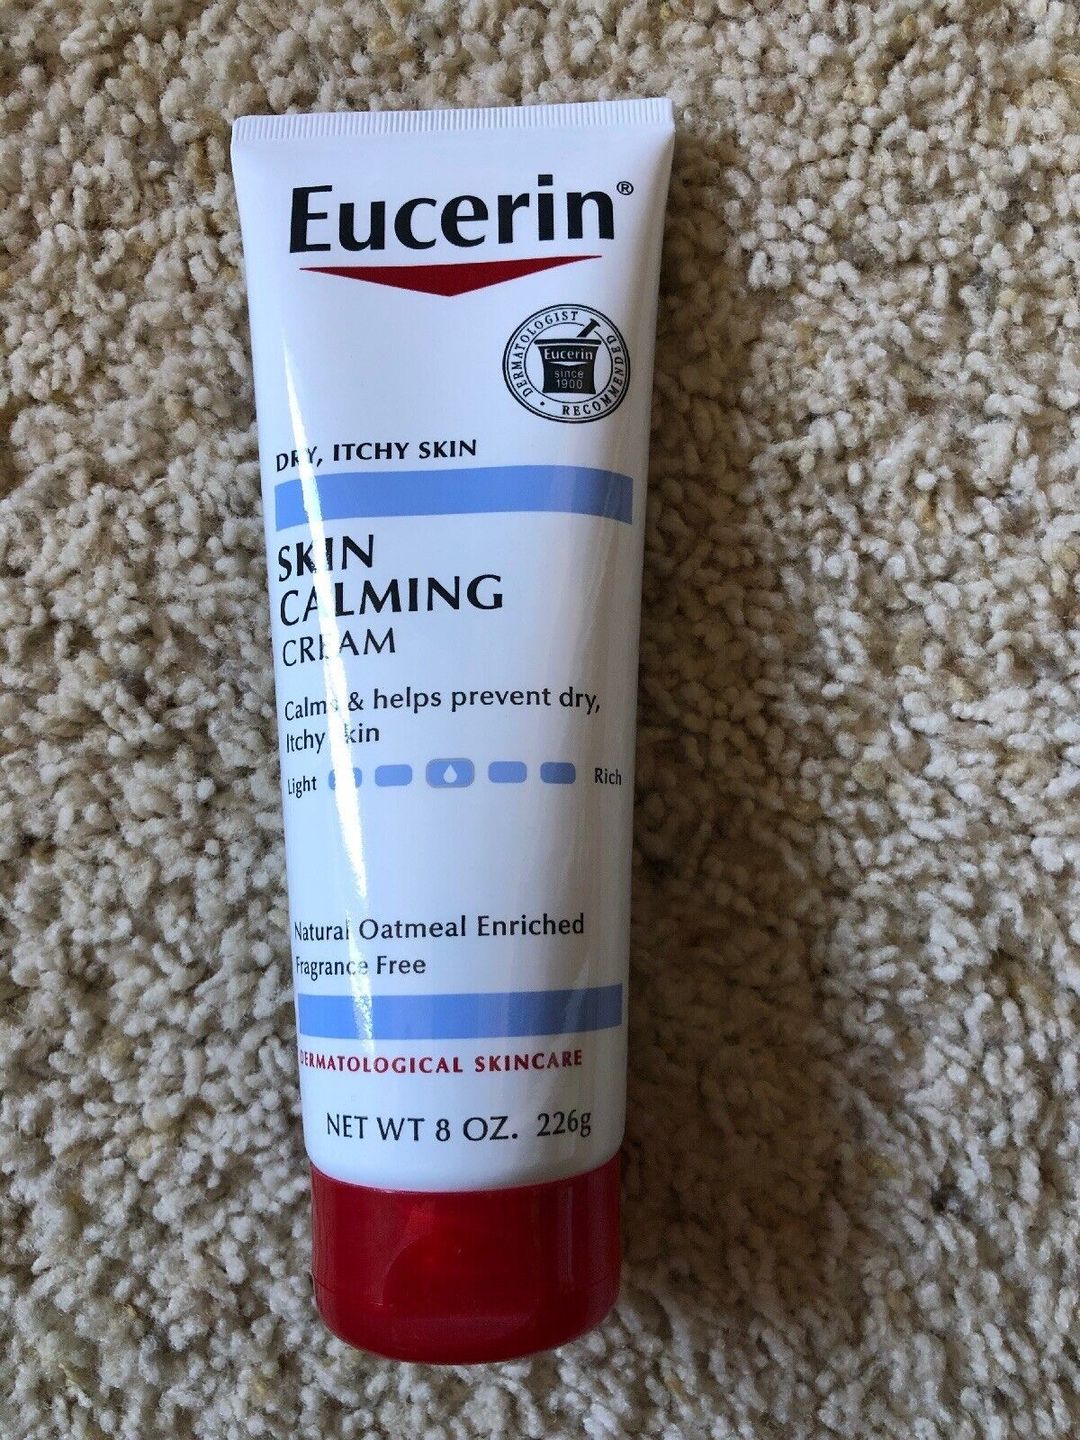 Eucerin®
DERMATOLOGIST RECOMMENDED
Eucerin
since
1900
DRY, ITCHY SKIN
SKIN
CALMING
CREAM
Calms & helps prevent dry,
Itchy skin
Light Rich
Natural Oatmeal Enriched
Fragrance Free
DERMATOLOGICAL SKINCARE
NET WT 8 OZ. 226g